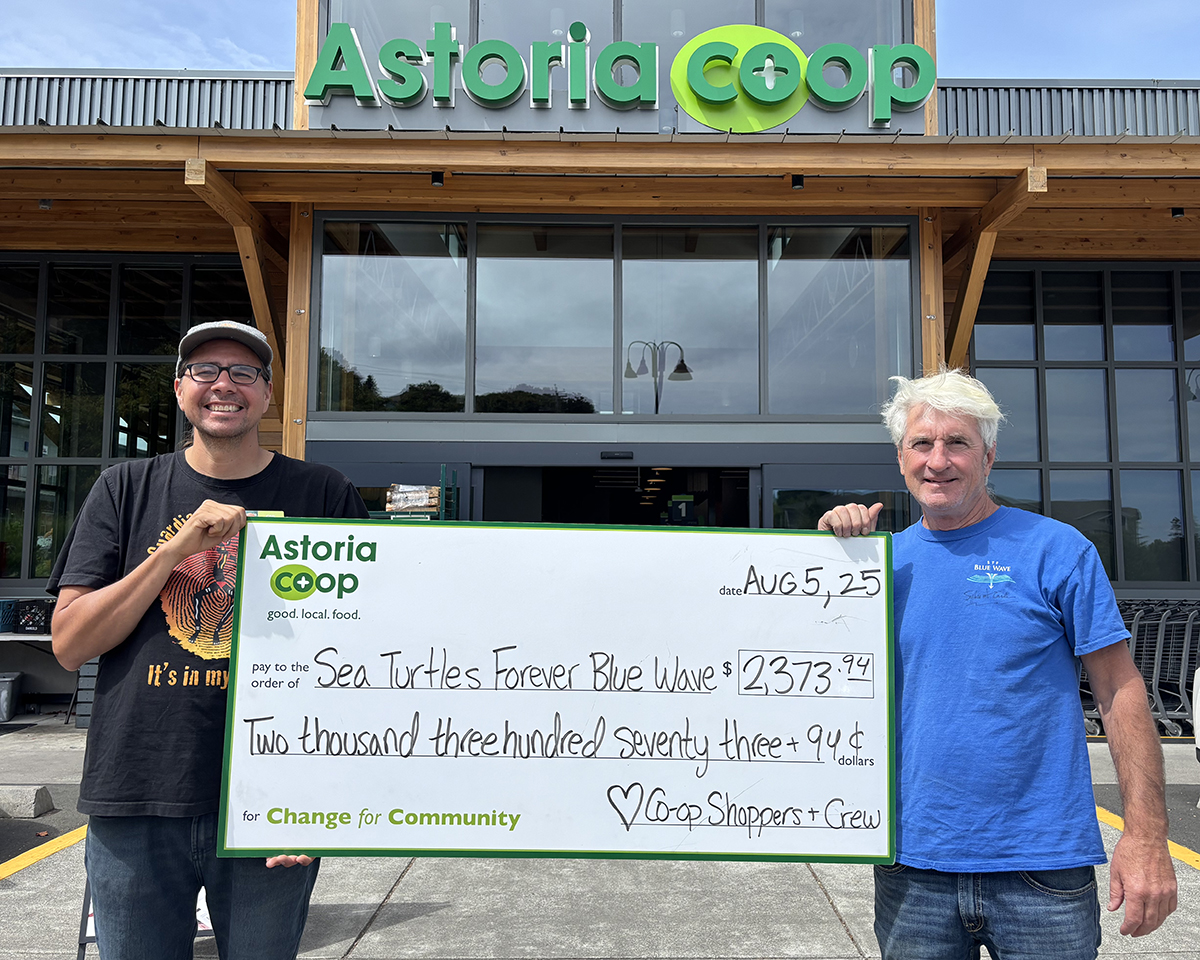 Astoria coop
1
Astoria
coop
good. local. food.
date AUG 5, 25
pay to the
order of Sea Turtles Forever Blue Wave $ 2,373.94
Two thousand three hundred seventy three + 94 ¢ dollars
for Change for Community
♡ Co-op Shoppers + Crew
It's in my
BLUE WAVE